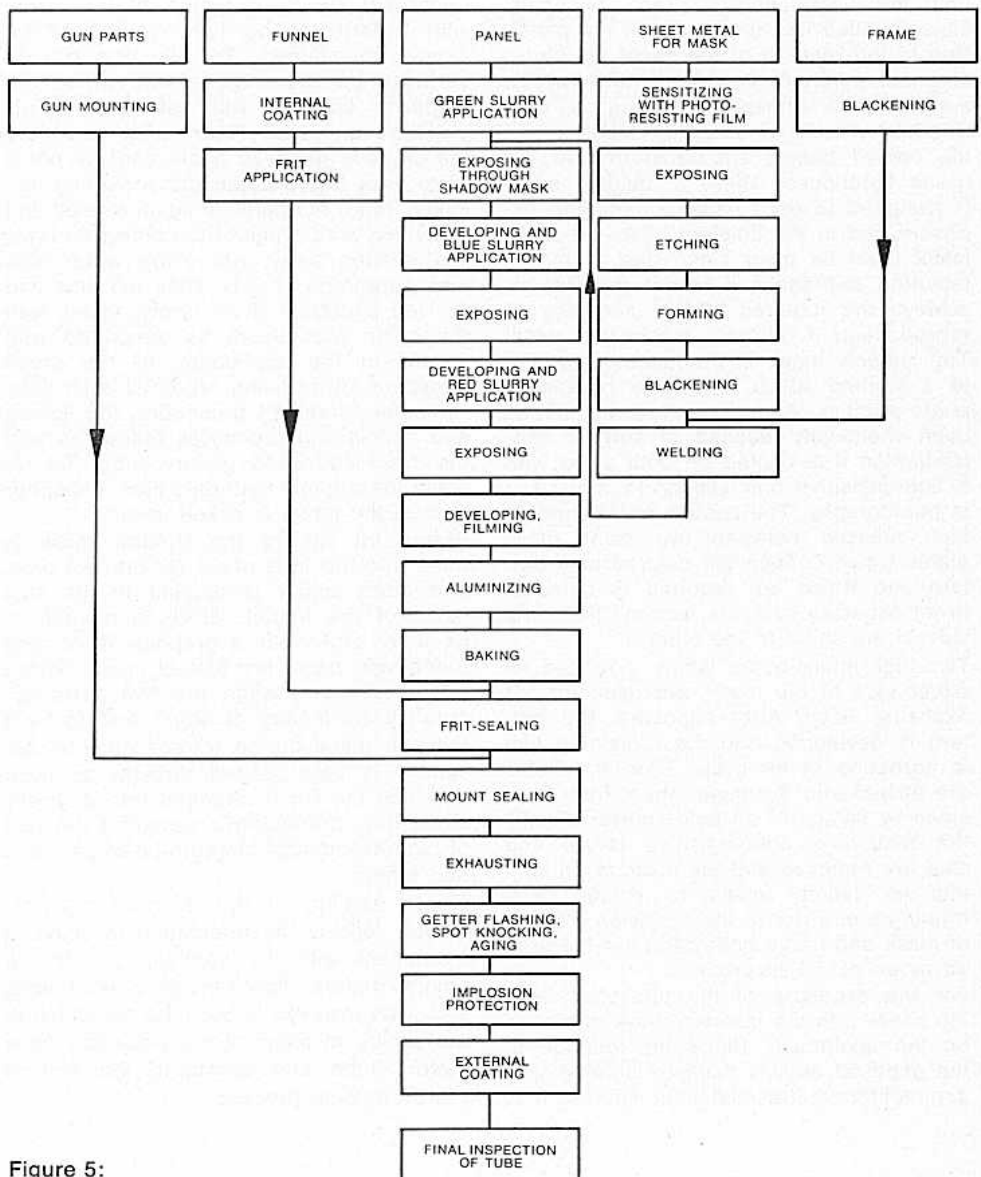 GUN PARTS
GUN MOUNTING
FUNNEL
INTERNAL
COATING
FRIT
APPLICATION
PANEL
GREEN SLURRY
APPLICATION
EXPOSING
THROUGH
SHADOW MASK
DEVELOPING AND
BLUE SLURRY
APPLICATION
EXPOSING
DEVELOPING AND
RED SLURRY
APPLICATION
EXPOSING
DEVELOPING,
FILMING
ALUMINIZING
BAKING
FRIT-SEALING
MOUNT SEALING
EXHAUSTING
GETTER FLASHING,
SPOT KNOCKING,
AGING
IMPLOSION
PROTECTION
EXTERNAL
COATING
FINAL INSPECTION
OF TUBE
SHEET METAL
FOR MASK
SENSITIZING
WITH PHOTO-
RESISTING FILM
EXPOSING
ETCHING
FORMING
BLACKENING
WELDING
FRAME
BLACKENING
Figure 5: